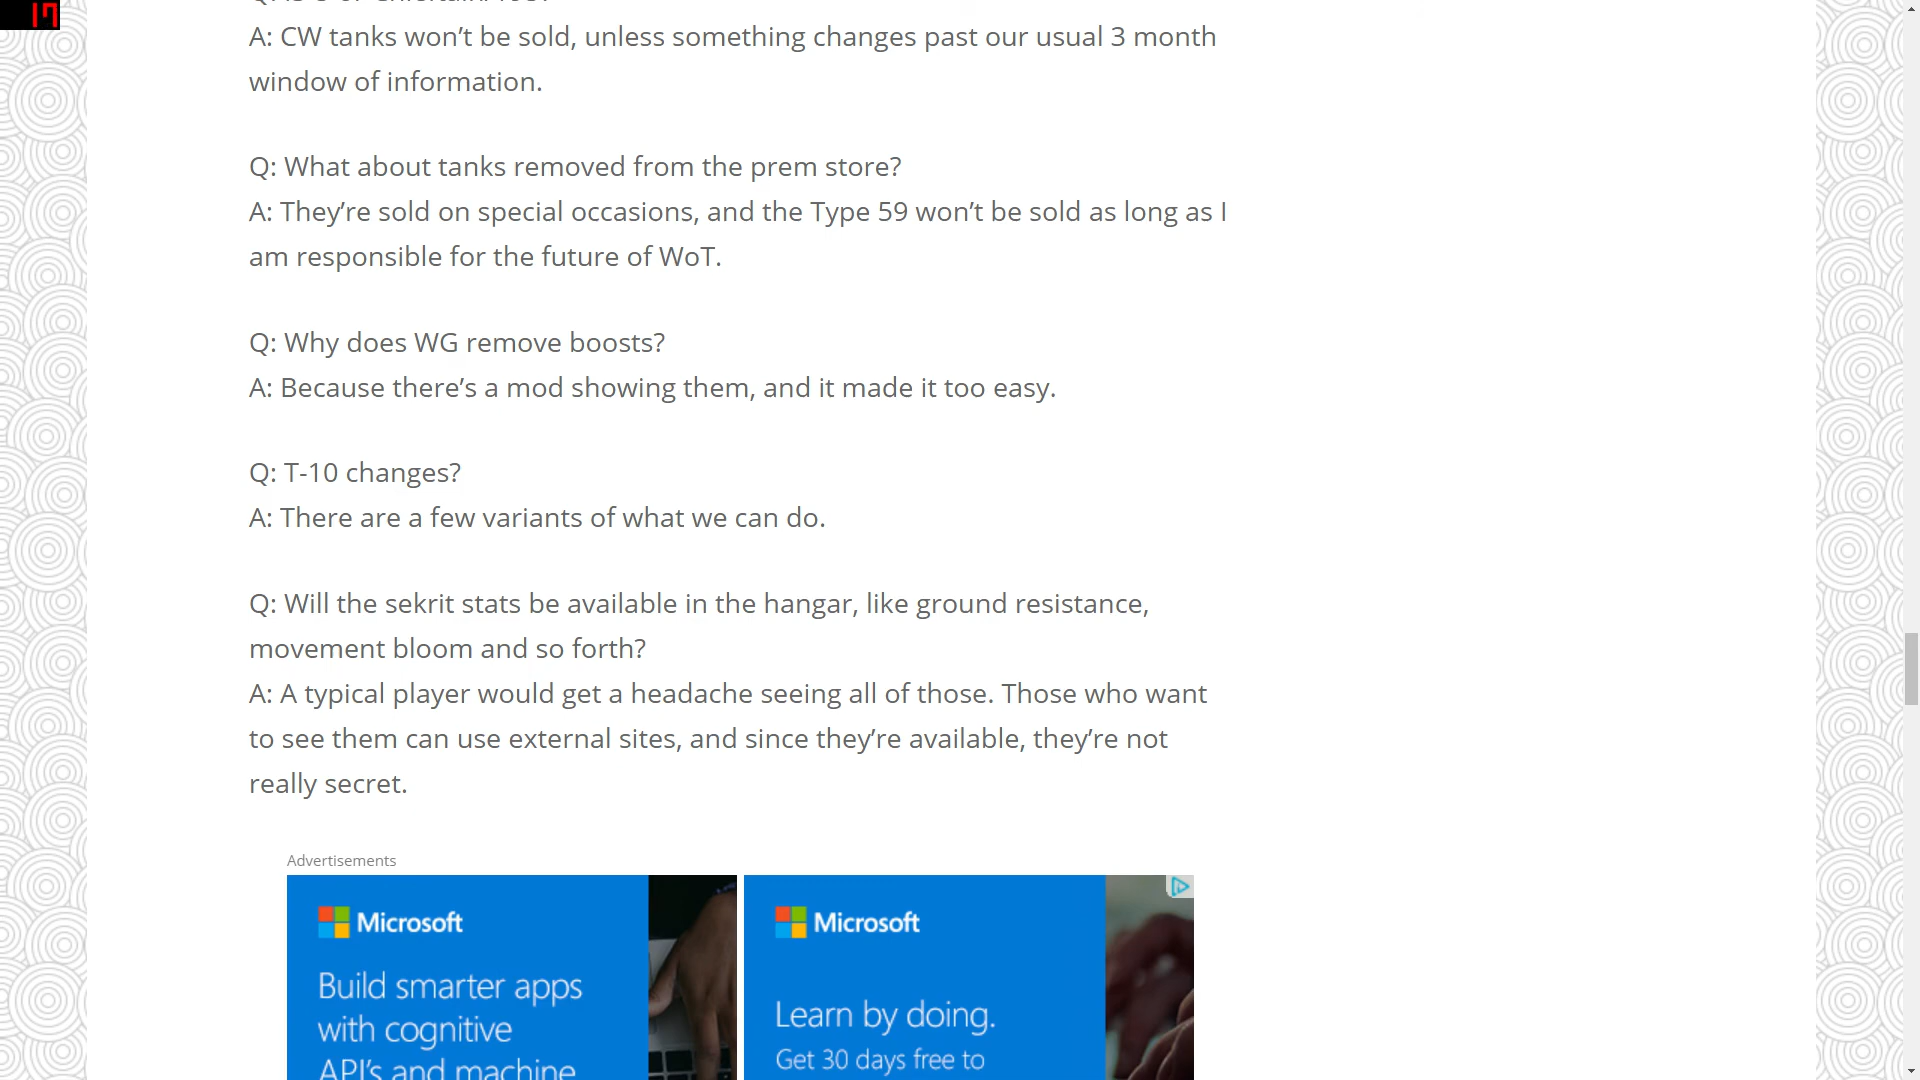 17
A: CW tanks won’t be sold, unless something changes past our usual 3 month
window of information.
Q: What about tanks removed from the prem store?
A: They’re sold on special occasions, and the Type 59 won’t be sold as long as I
am responsible for the future of WoT.
Q: Why does WG remove boosts?
A: Because there’s a mod showing them, and it made it too easy.
Q: T-10 changes?
A: There are a few variants of what we can do.
Q: Will the sekrit stats be available in the hangar, like ground resistance,
movement bloom and so forth?
A: A typical player would get a headache seeing all of those. Those who want
to see them can use external sites, and since they’re available, they’re not
really secret.
Advertisements
Microsoft
Build smarter apps
with cognitive
API’s and machine
Microsoft
Learn by doing.
Get 30 days free to